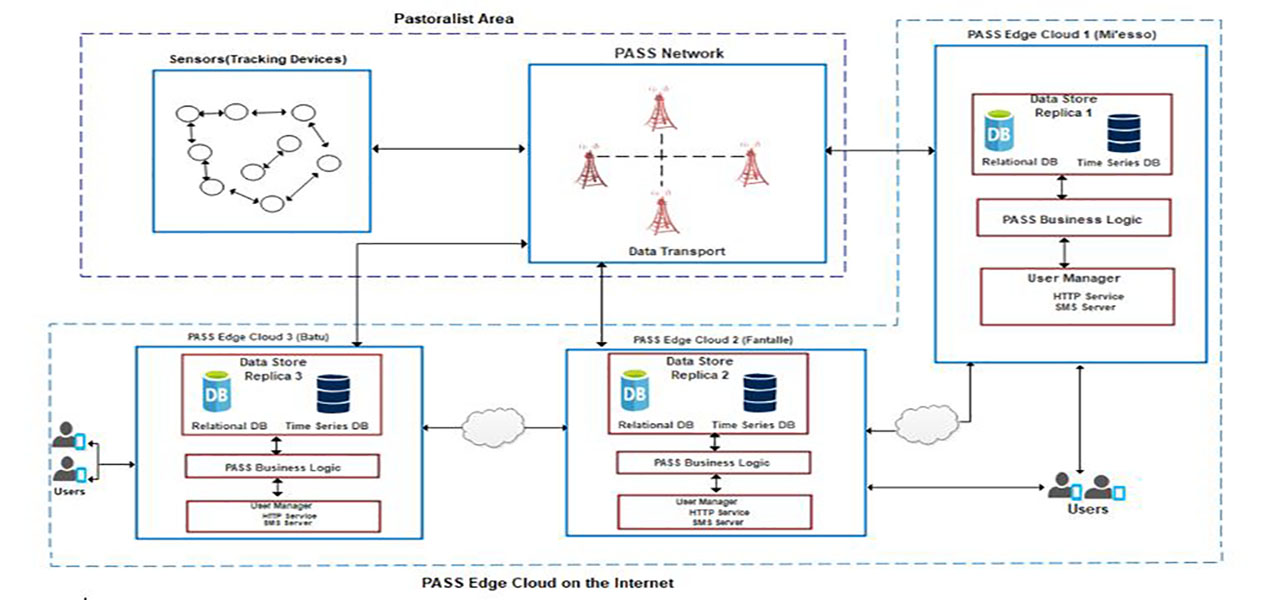 Pastoralist Area
Sensors(Tracking Devices)
PASS Network
Data Transport
PASS Edge Cloud 1 (Mi'esso)
Data Store
Replica 1
DB
Relational DB
Time Series DB
PASS Business Logic
User Manager
HTTP Service
SMS Server
PASS Edge Cloud 3 (Batu)
Data Store
Replica 3
DB
Relational DB
Time Series DB
PASS Business Logic
User Manager
HTTP Service
SMS Server
PASS Edge Cloud 2 (Fantalle)
Data Store
Replica 2
DB
Relational DB
Time Series DB
PASS Business Logic
User Manager
HTTP Service
SMS Server
Users
Users
PASS Edge Cloud on the Internet